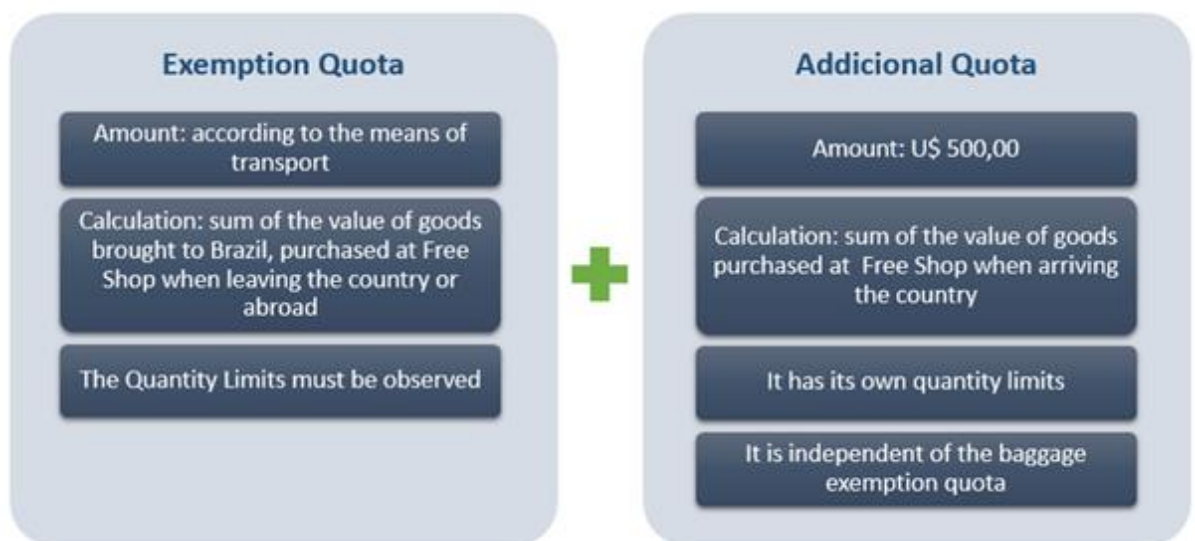 Exemption Quota
Amount: according to the means of
transport
Calculation: sum of the value of goods
brought to Brazil, purchased at Free
Shop when leaving the country or
abroad
The Quantity Limits must be observed
Addicional Quota
Amount: U$ 500,00
Calculation: sum of the value of goods
purchased at Free Shop when arriving
the country
It has its own quantity limits
It is independent of the baggage
exemption quota